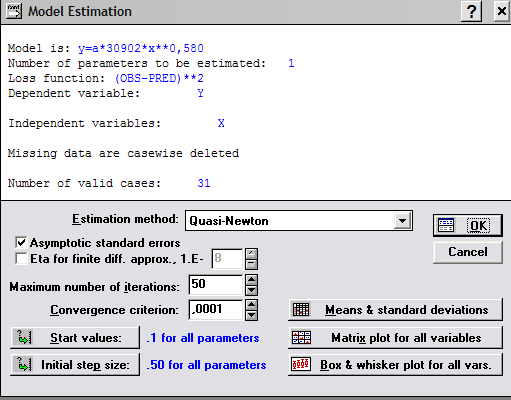 Model Estimation
Model is: y=a*30902*x**0,580
Number of parameters to be estimated: 1
Loss function: (OBS-PRED)**2
Dependent variable: Y
Independent variables: X
Missing data are casewise deleted
Number of valid cases: 31
Estimation method: Quasi-Newton
OK
Asymptotic standard errors
Eta for finite diff. approx., 1.E- 8
Cancel
Maximum number of iterations: 50
Convergence criterion: ,0001
Means & standard deviations
Start values: .1 for all parameters
Matrix plot for all variables
Initial step size: .50 for all parameters
Box & whisker plot for all vars.